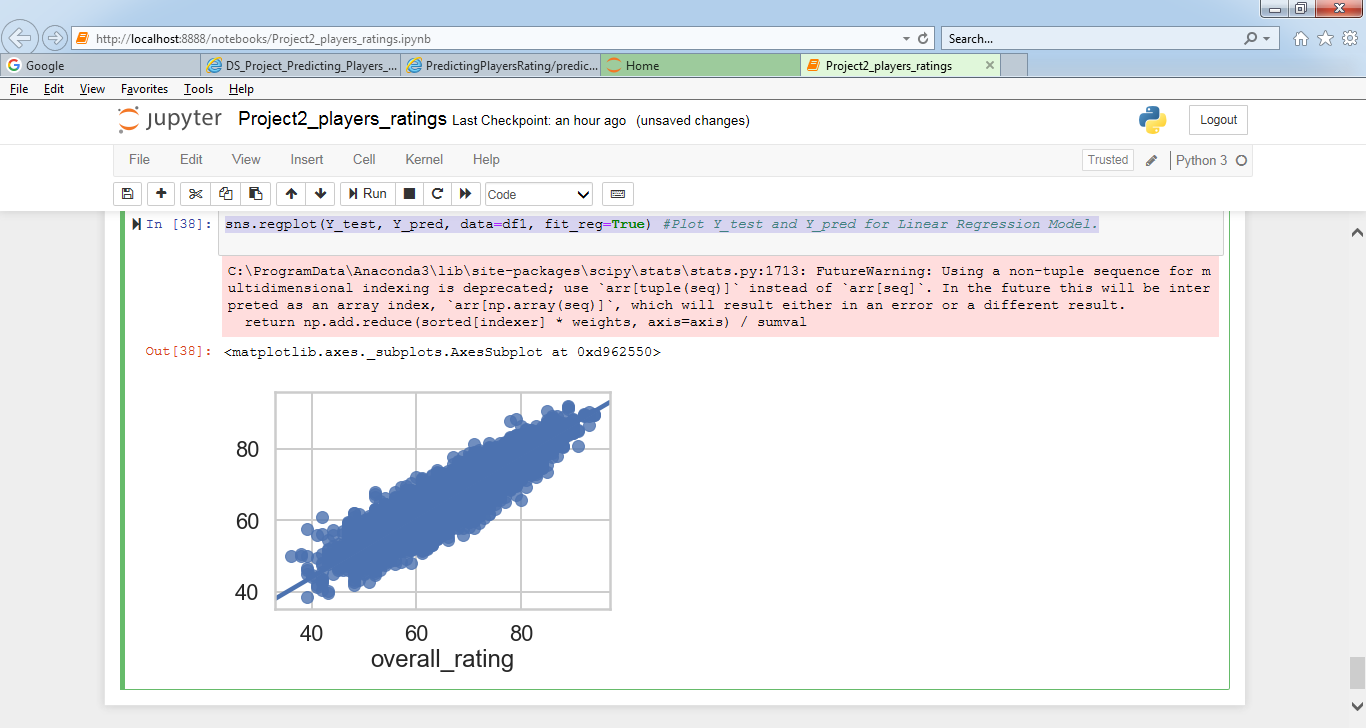 http://localhost:8888/notebooks/Project2_players_ratings.ipynb
Search...
Google
DS_Project_Predicting_Players_...
PredictingPlayersRating/predic...
Home
Project2_players_ratings
File Edit View Favorites Tools Help
jupyter Project2_players_ratings Last Checkpoint: an hour ago (unsaved changes)
Logout
File Edit View Insert Cell Kernel Help
Trusted
Python 3
Run
Code
In [38]: sns.regplot(Y_test, Y_pred, data=df1, fit_reg=True) #Plot Y_test and Y_pred for Linear Regression Model.
C:\ProgramData\Anaconda3\lib\site-packages\scipy\stats\stats.py:1713: FutureWarning: Using a non-tuple sequence for m
ultidimensional indexing is deprecated; use `arr[tuple(seq)]` instead of `arr[seq]`. In the future this will be inter
preted as an array index, `arr[np.array(seq)]`, which will result either in an error or a different result.
return np.add.reduce(sorted[indexer] * weights, axis=axis) / sumval
Out[38]: <matplotlib.axes._subplots.AxesSubplot at 0xd962550>
80
60
40
40 60 80
overall_rating